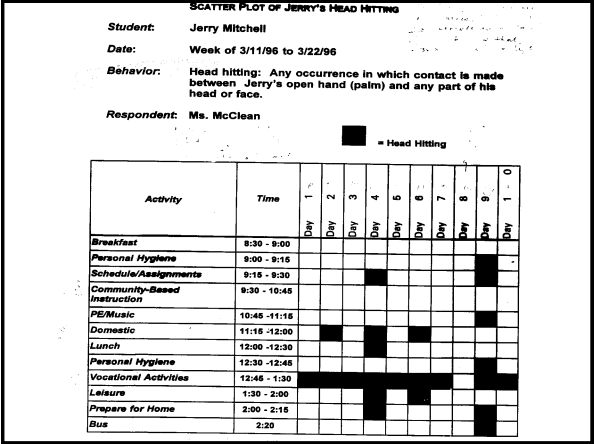 SCATTER PLOT OF JERRY'S HEAD HITTING
Student: Jerry Mitchell
Date: Week of 3/11/96 to 3/22/96
Behavior: Head hitting: Any occurrence in which contact is made
between Jerry's open hand (palm) and any part of his
head or face.
Respondent: Ms. McClean
= Head Hitting
Activity Time Day 1 Day 2 Day 3 Day 4 Day 5 Day 6 Day 7 Day 8 Day 9 Day 1 0
Breakfast 8:30 - 9:00
Personal Hygiene 9:00 - 9:15
Schedule/Assignments 9:15 - 9:30
Community-Based
Instruction 9:30 - 10:45
PE/Music 10:45 -11:15
Domestic 11:15 -12:00
Lunch 12:00 -12:30
Personal Hygiene 12:30 -12:45
Vocational Activities 12:45 - 1:30
Leisure 1:30 - 2:00
Prepare for Home 2:00 - 2:15
Bus 2:20